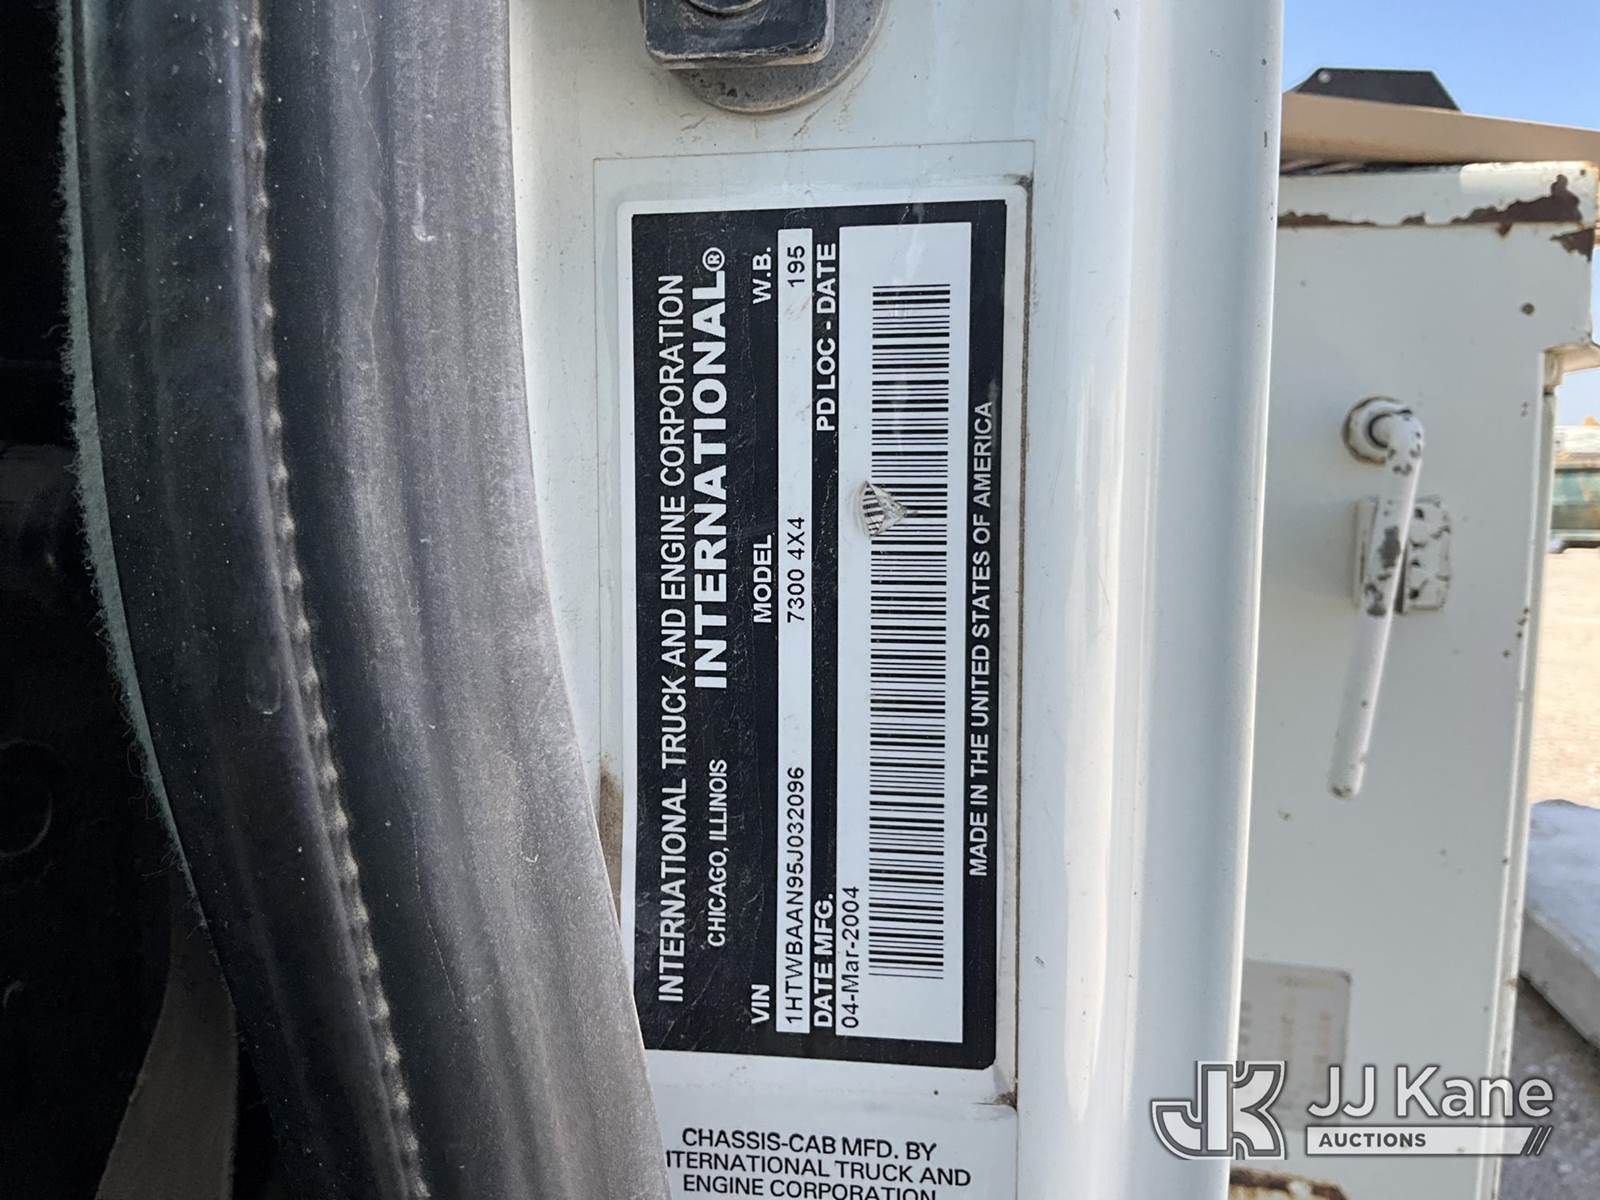 INTERNATIONAL TRUCK AND ENGINE CORPORATION
CHICAGO, ILLINOIS INTERNATIONAL®
VIN MODEL W.B.
1HTWBAAN95J032096 7300 4X4 195
DATE MFG. PD LOC - DATE
04-Mar-2004
MADE IN THE UNITED STATES OF AMERICA
CHASSIS-CAB MFD. BY
TERNATIONAL TRUCK AND
ENGINE CORPORATION
JK JJ Kane
AUCTIONS